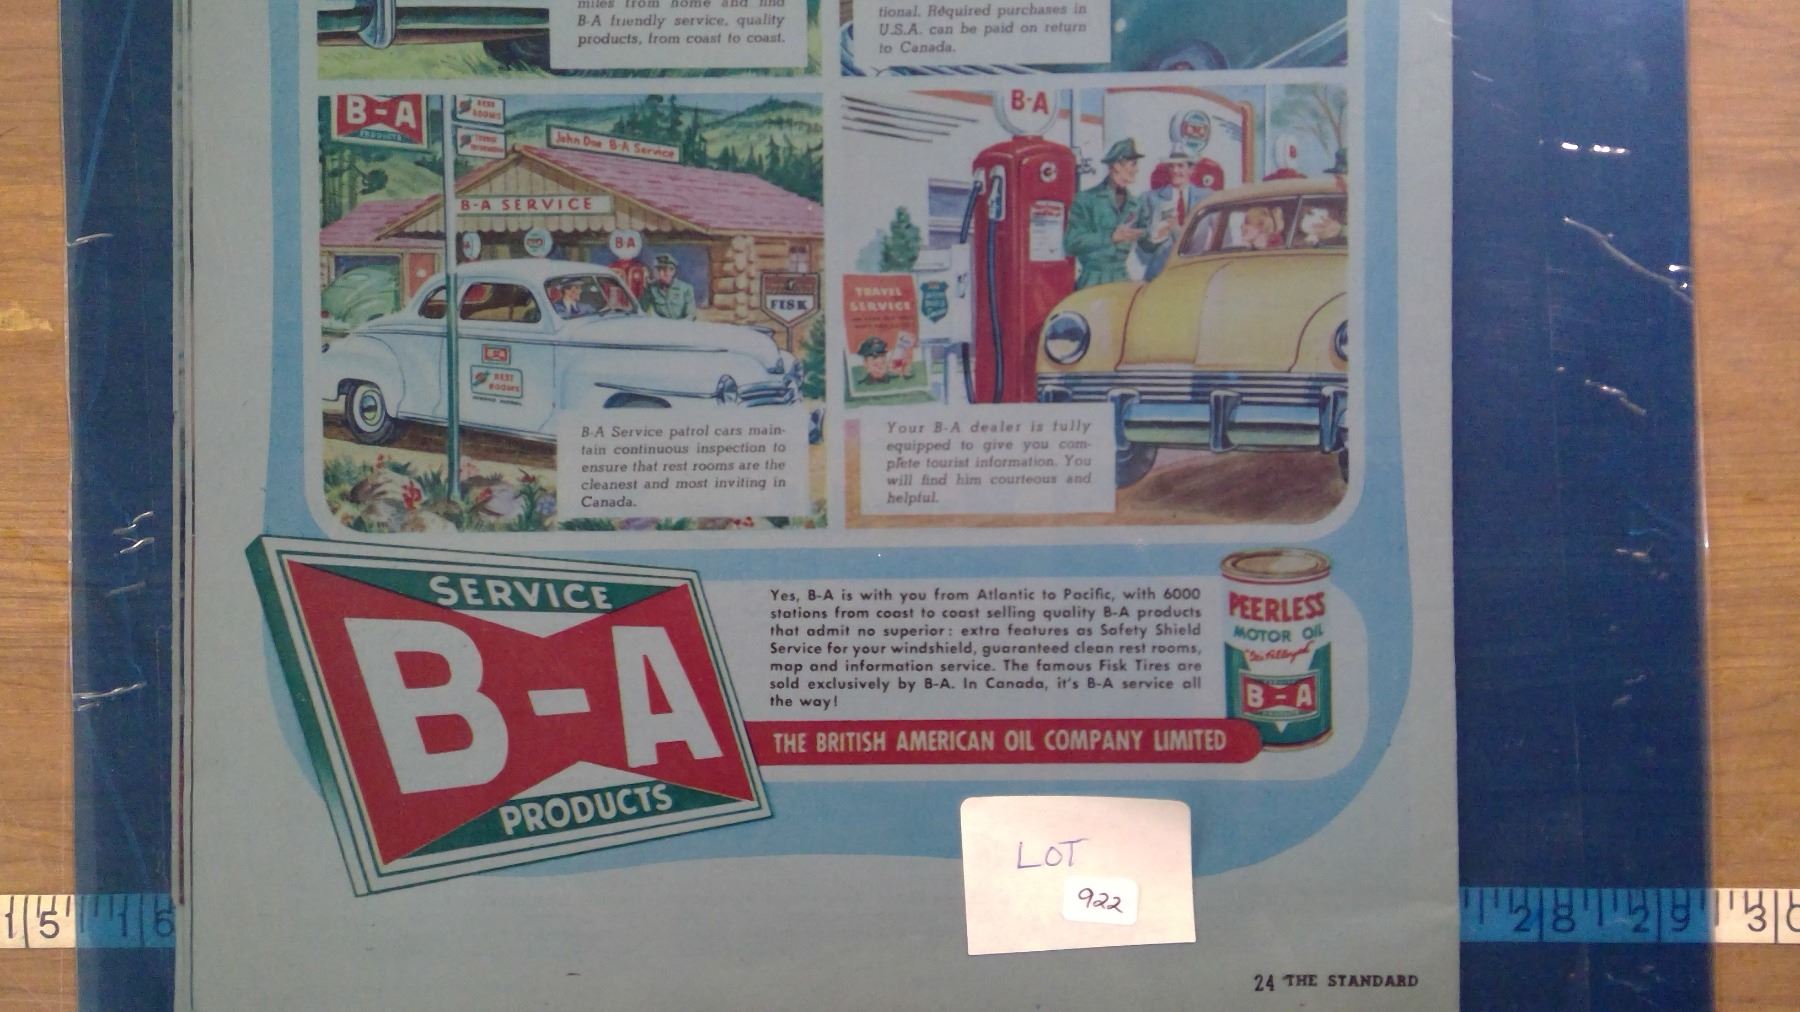 miles from home and find
B-A friendly service, quality
products, from coast to coast.
tional. Required purchases in
U.S.A. can be paid on return
to Canada.
B-A
PRODUCTS
REST
ROOMS
John Doe B-A Service
B-A SERVICE
B-A
FISK
B-A
REST
ROOMS
B-A Service patrol cars main-
tain continuous inspection to
ensure that rest rooms are the
cleanest and most inviting in
Canada.
B-A
B
TRAVEL
SERVICE
Your B-A dealer is fully
equipped to give you com-
plete tourist information. You
will find him courteous and
helpful.
SERVICE
B-A
PRODUCTS
Yes, B-A is with you from Atlantic to Pacific, with 6000
stations from coast to coast selling quality B-A products
that admit no superior: extra features as Safety Shield
Service for your windshield, guaranteed clean rest rooms,
map and information service. The famous Fisk Tires are
sold exclusively by B-A. In Canada, it's B-A service all
the way!
THE BRITISH AMERICAN OIL COMPANY LIMITED
PEERLESS
MOTOR OIL
"It's Alloyed"
B-A
LOT
922
15 16 28 29 30
24 THE STANDARD